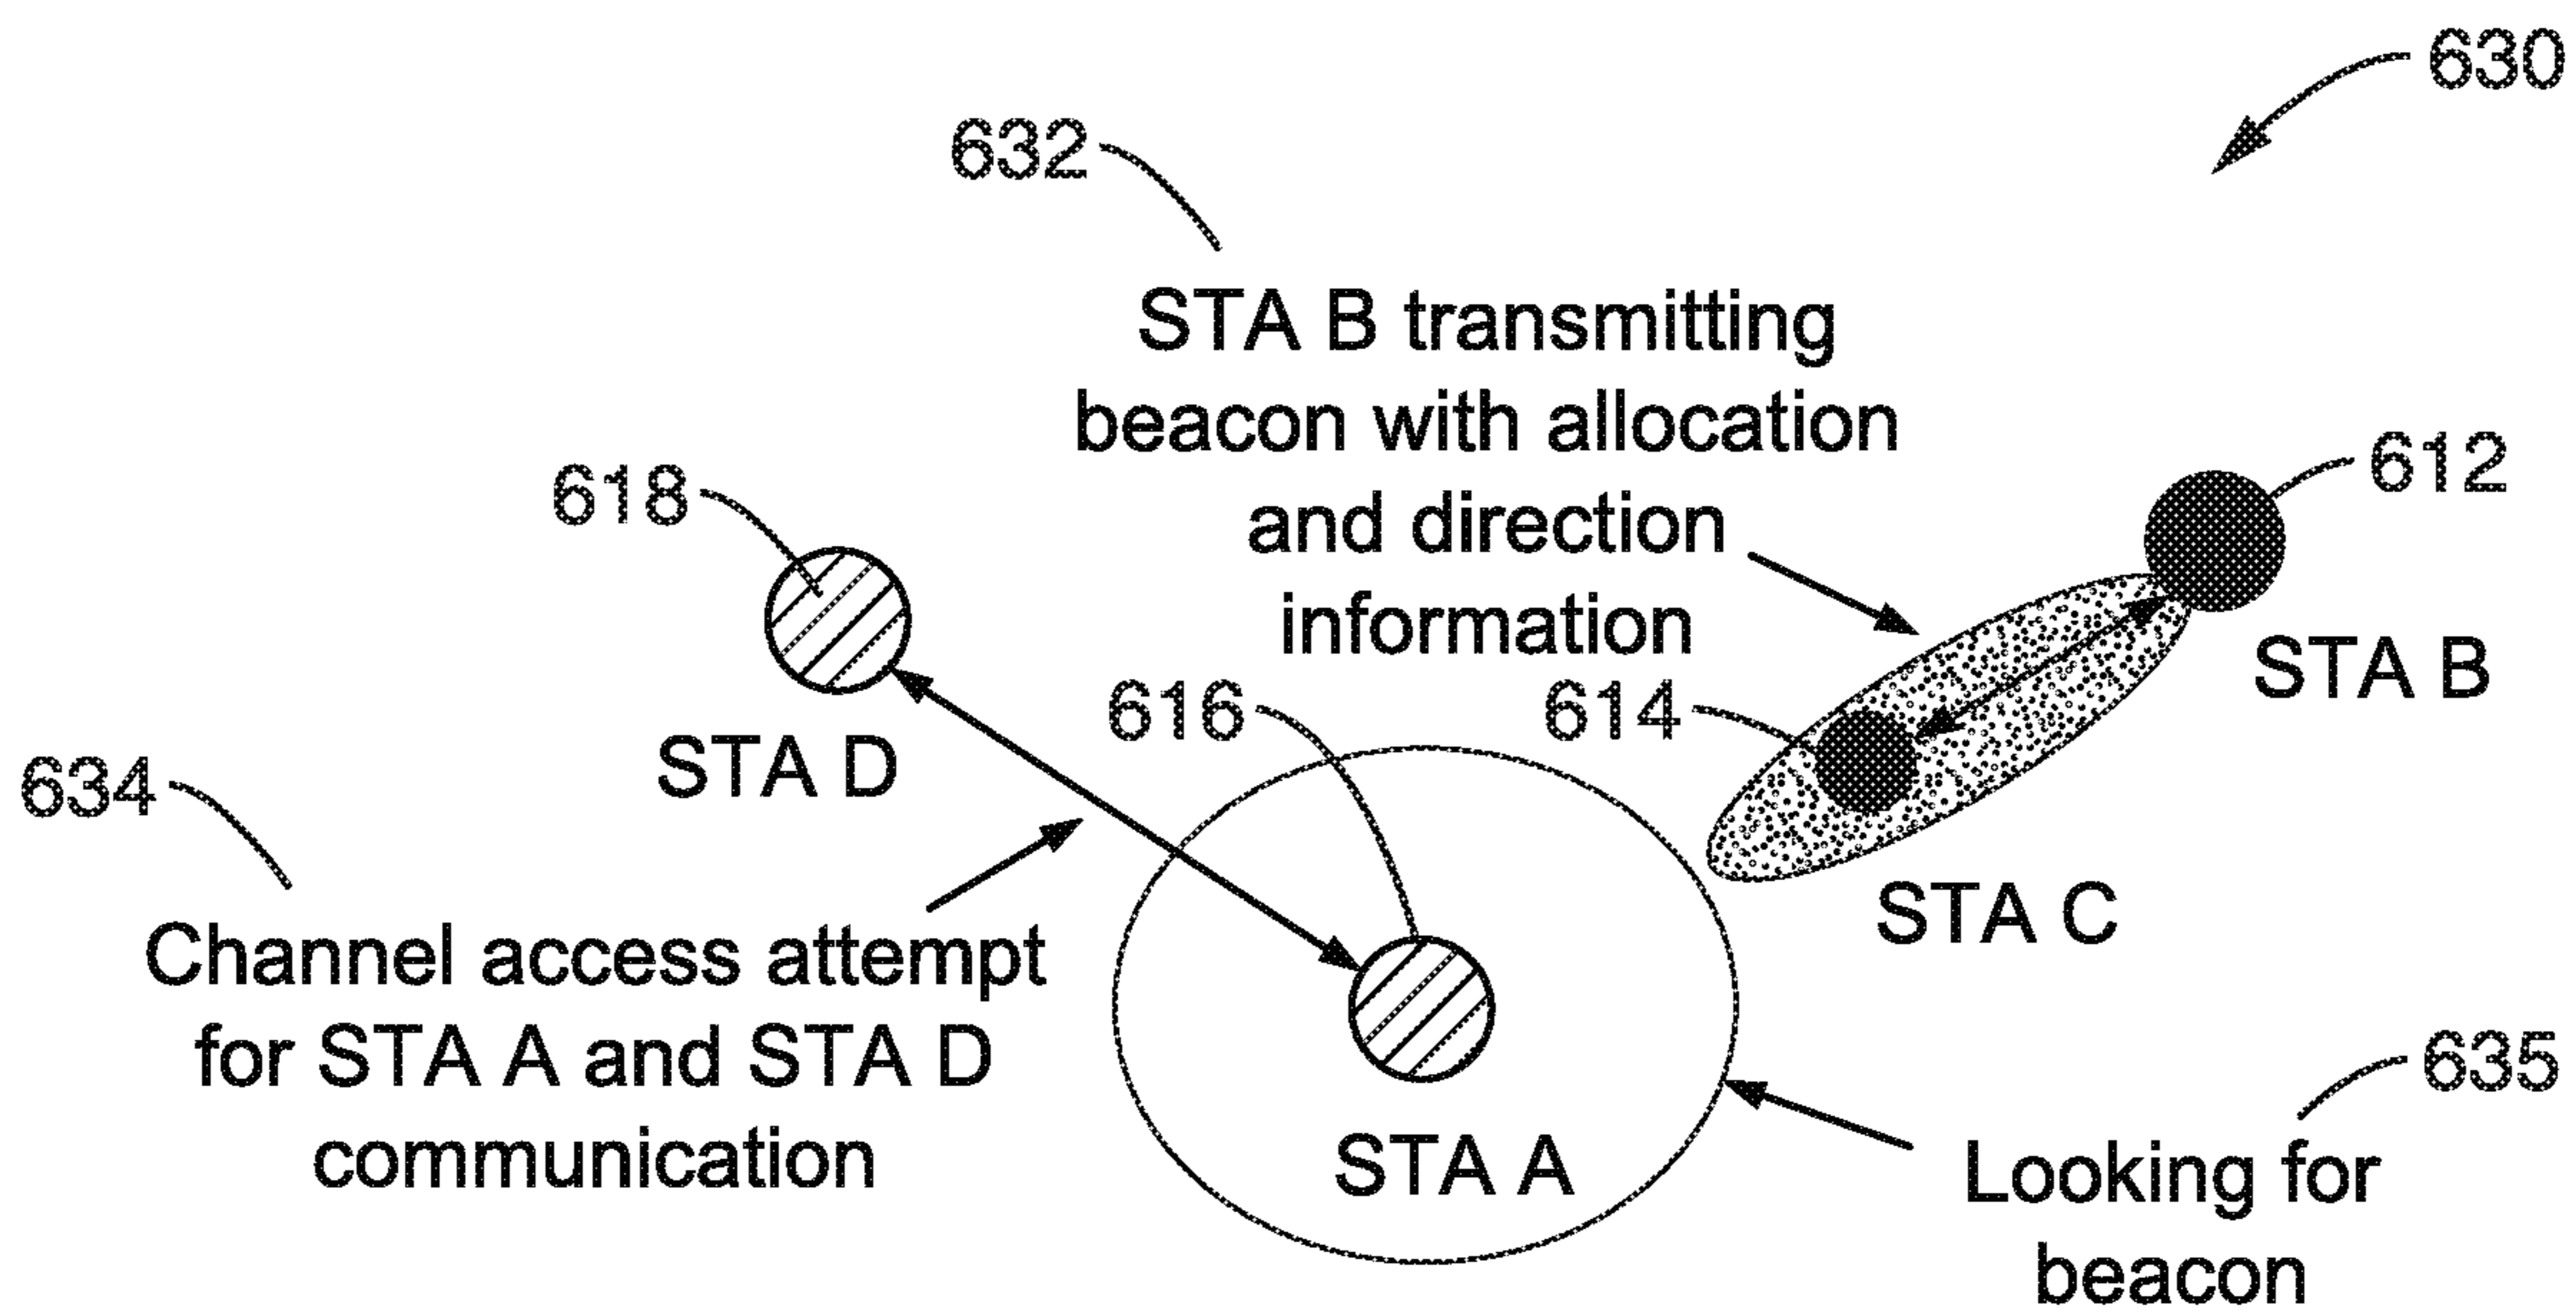 630
632
STA B transmitting
beacon with allocation
and direction
information
612
618
STA B
616
614
STA D
634
STA C
Channel access attempt
for STA A and STA D
communication
635
STA A
Looking for
beacon